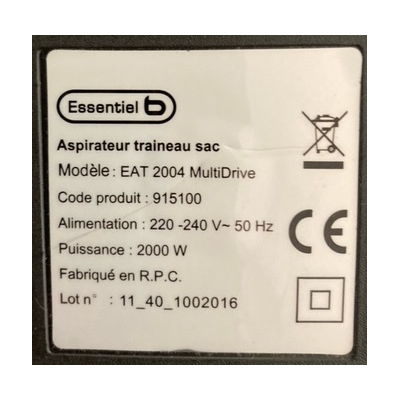 Essentiel b
Aspirateur traineau sac
Modèle : EAT 2004 MultiDrive
Code produit : 915100
Alimentation : 220 -240 V~ 50 Hz
Puissance : 2000 W
Fabriqué en R.P.C.
Lot n° : 11_40_1002016
CE